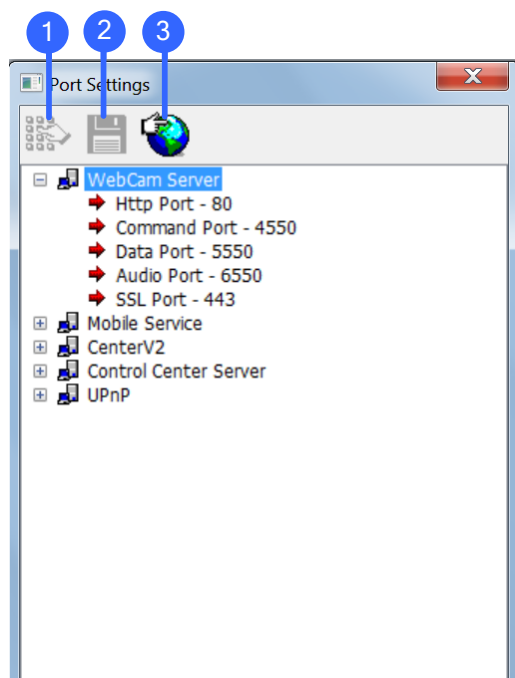 1 2 3
Port Settings
X
WebCam Server
Http Port - 80
Command Port - 4550
Data Port - 5550
Audio Port - 6550
SSL Port - 443
Mobile Service
CenterV2
Control Center Server
UPnP